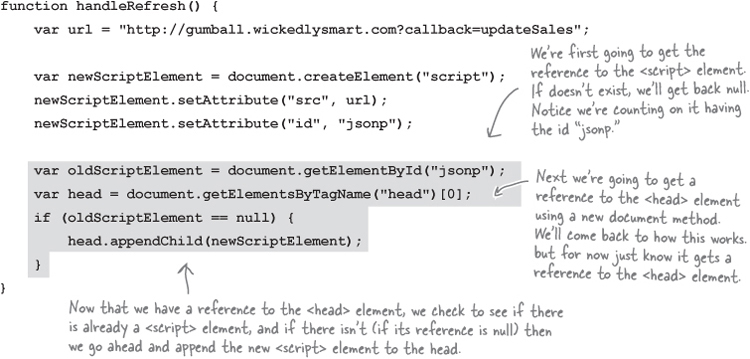 function handleRefresh() {
var url = "http://gumball.wickedlysmart.com?callback=updateSales";
var newScriptElement = document.createElement("script");
newScriptElement.setAttribute("src", url);
newScriptElement.setAttribute("id", "jsonp");
We're first going to get the
reference to the <script> element.
If doesn't exist, we'll get back null.
Notice we're counting on it having
the id "jsonp."
var oldScriptElement = document.getElementById("jsonp");
var head = document.getElementsByTagName("head")[0];
if (oldScriptElement == null) {
head.appendChild(newScriptElement);
}
Next we're going to get a
reference to the <head> element
using a new document method.
We'll come back to how this works.
but for now just know it gets a
reference to the <head> element.
}
Now that we have a reference to the <head> element, we check to see if there
is already a <script> element, and if there isn't (if its reference is null) then
we go ahead and append the new <script> element to the head.